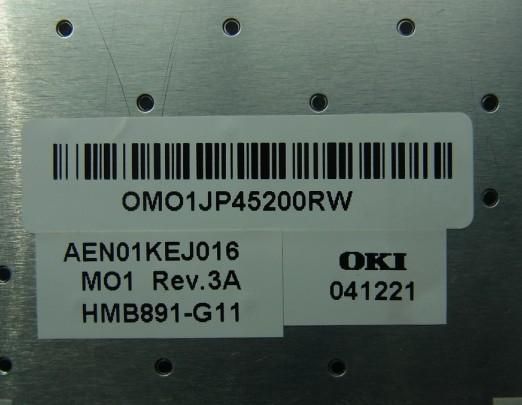 OMO1JP45200RW
AEN01KEJ016
MO1 Rev.3A
HMB891-G11
OKI
041221